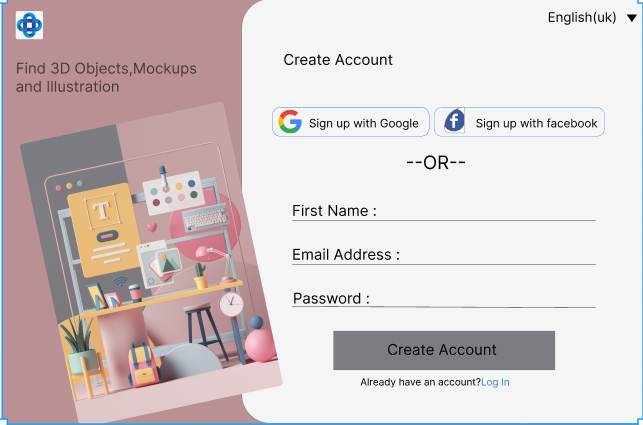 English(uk)
Find 3D Objects,Mockups
and Illustration
T
Create Account
Sign up with Google
f Sign up with facebook
--OR--
First Name :
Email Address :
Password :
Create Account
Already have an account?Log In